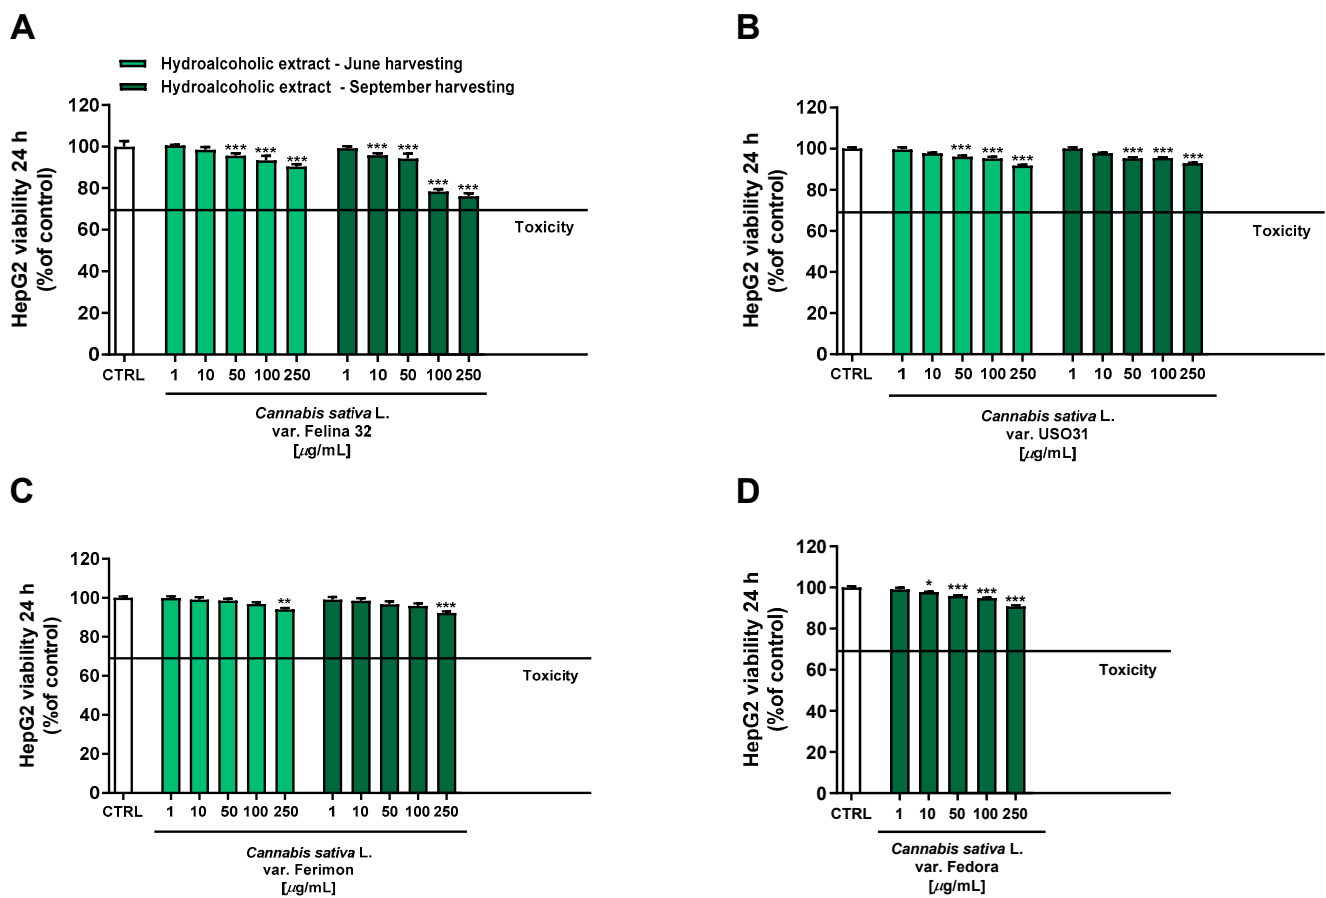 A
Hydroalcoholic extract - June harvesting
Hydroalcoholic extract - September harvesting
HepG2 viability 24 h
(%of control)
120
100
80
60
40
20
0
*** *** *** *** *** *** ***
Toxicity
CTRL 1 10 50 100 250 1 10 50 100 250
Cannabis sativa L.
var. Felina 32
[µg/mL]
B
HepG2 viability 24 h
(%of control)
120
100
80
60
40
20
0
*** *** *** *** *** ***
Toxicity
CTRL 1 10 50 100 250 1 10 50 100 250
Cannabis sativa L.
var. USO31
[µg/mL]
C
HepG2 viability 24 h
(%of control)
120
100
80
60
40
20
0
** ***
Toxicity
CTRL 1 10 50 100 250 1 10 50 100 250
Cannabis sativa L.
var. Ferimon
[µg/mL]
D
HepG2 viability 24 h
(%of control)
120
100
80
60
40
20
0
* *** *** ***
Toxicity
CTRL 1 10 50 100 250
Cannabis sativa L.
var. Fedora
[µg/mL]